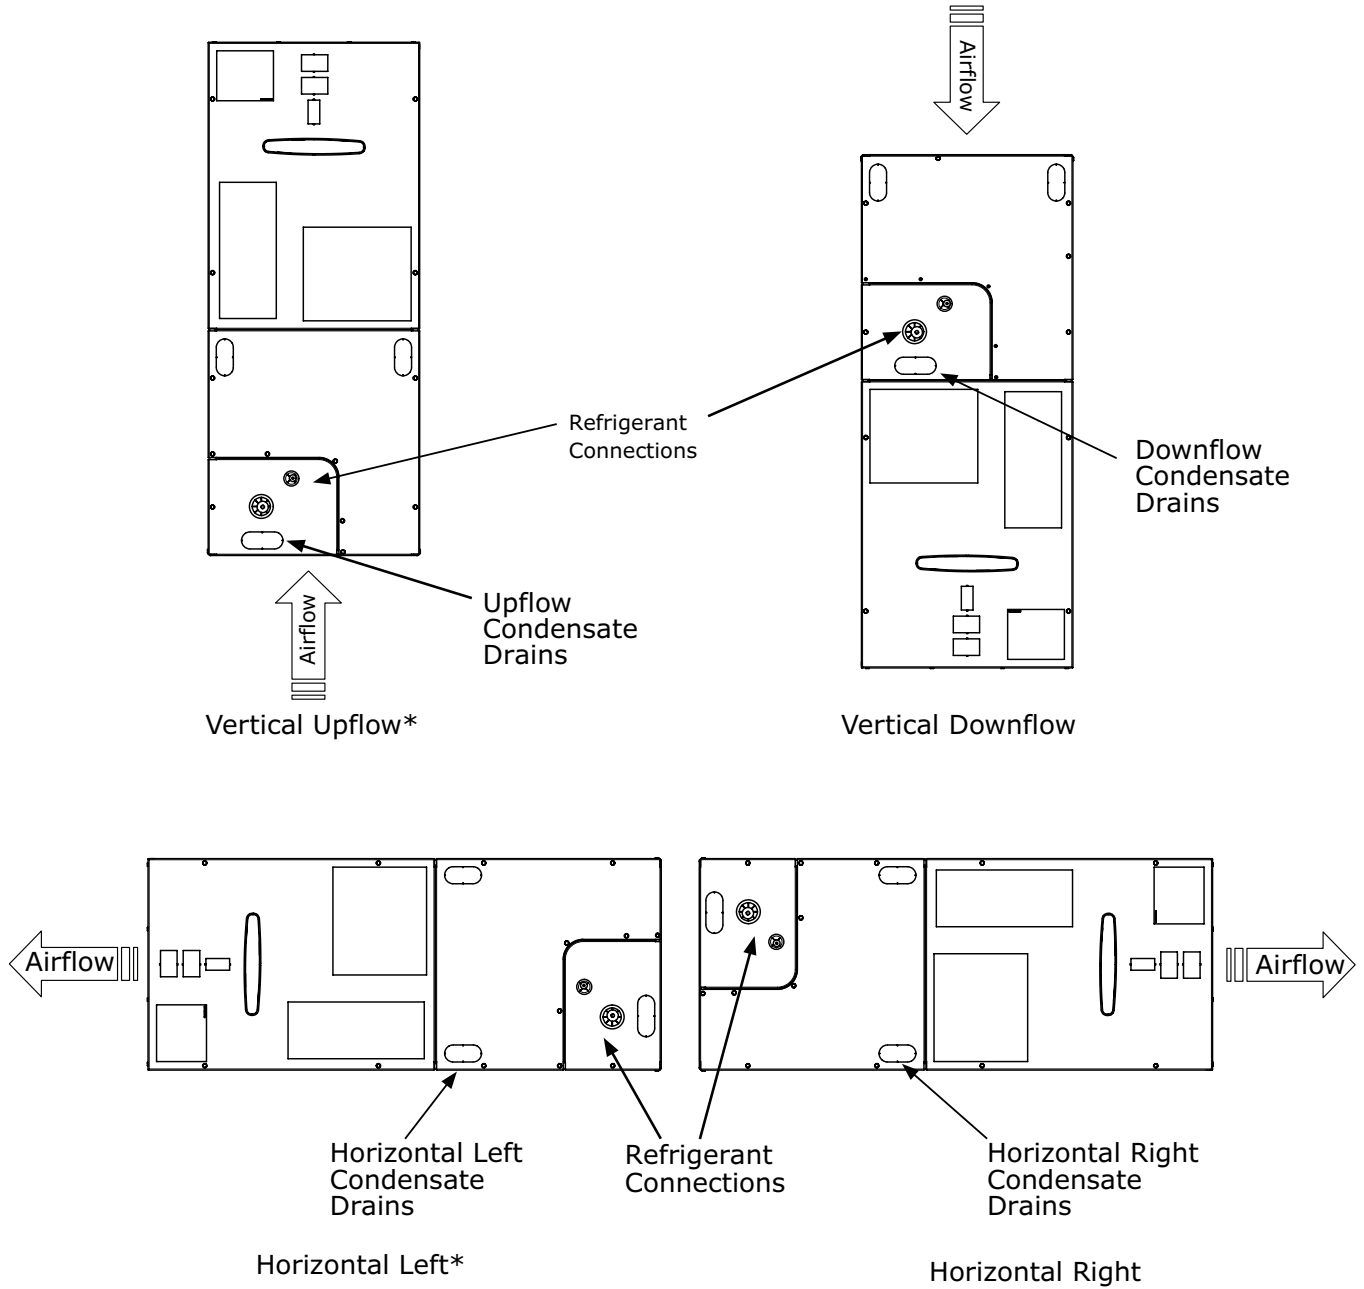 Airflow
Refrigerant
Connections
Downflow
Condensate
Drains
Upflow
Condensate
Drains
Airflow
Vertical Upflow*
Vertical Downflow
Airflow
Airflow
Horizontal Left
Condensate
Drains
Refrigerant
Connections
Horizontal Right
Condensate
Drains
Horizontal Left*
Horizontal Right